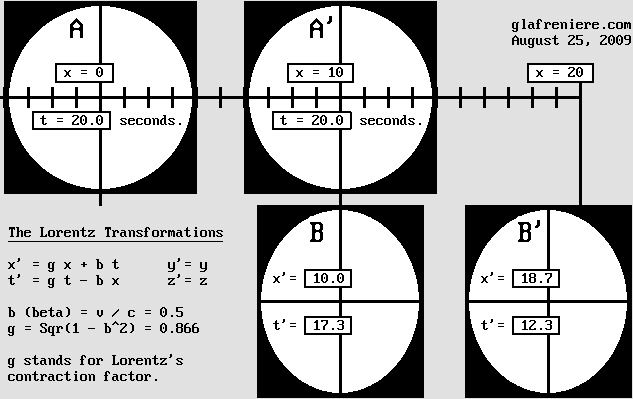 A
A'
glafreniere.com
August 25, 2009
x = 0
x = 10
x = 20
t = 20.0 seconds.
t = 20.0 seconds.
The Lorentz Transformations
x' = g x + b t y'= y
t' = g t - b x z'= z
b (beta) = v / c = 0.5
g = Sqr(1 - b^2) = 0.866
g stands for Lorentz's
contraction factor.
B
x'= 10.0
t'= 17.3
B'
x'= 18.7
t'= 12.3